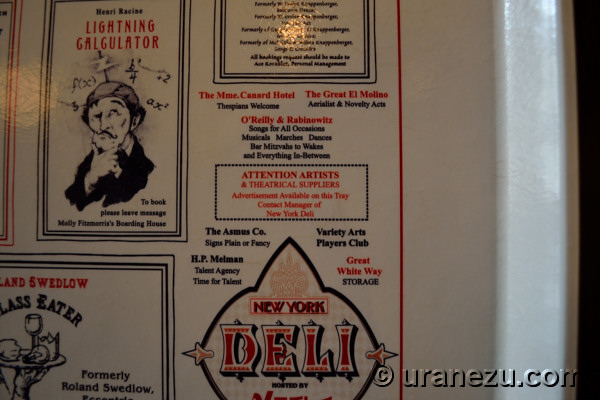 Henri Racine
LIGHTNING
CALCULATOR
f(x)
+2
ax²
To book
please leave message
Molly Fitzmorris's Boarding House
All bookings request should be made to
Ace Personal Management
The Mme. Canard Hotel
Thespians Welcome
The Great El Molino
Aerialist & Novelty Acts
O'Reilly & Rabinowitz
Songs for All Occasions
Musicals Marches Dances
Bar Mitzvahs to Wakes
and Everything In-Between
ATTENTION ARTISTS
& THEATRICAL SUPPLIERS
Advertisement Available on this Tray
Contact Manager of
New York Deli
The Asmus Co.
Signs Plain or Fancy
Variety Arts
Players Club
H.P. Melman
Talent Agency
Time for Talent
Great
White Way
STORAGE
LAND SWEDLOW
LASS EATER
Formerly
Roland Swedlow,
Eccentric
NEW YORK
DELI
HOSTED BY
© uranezu.com